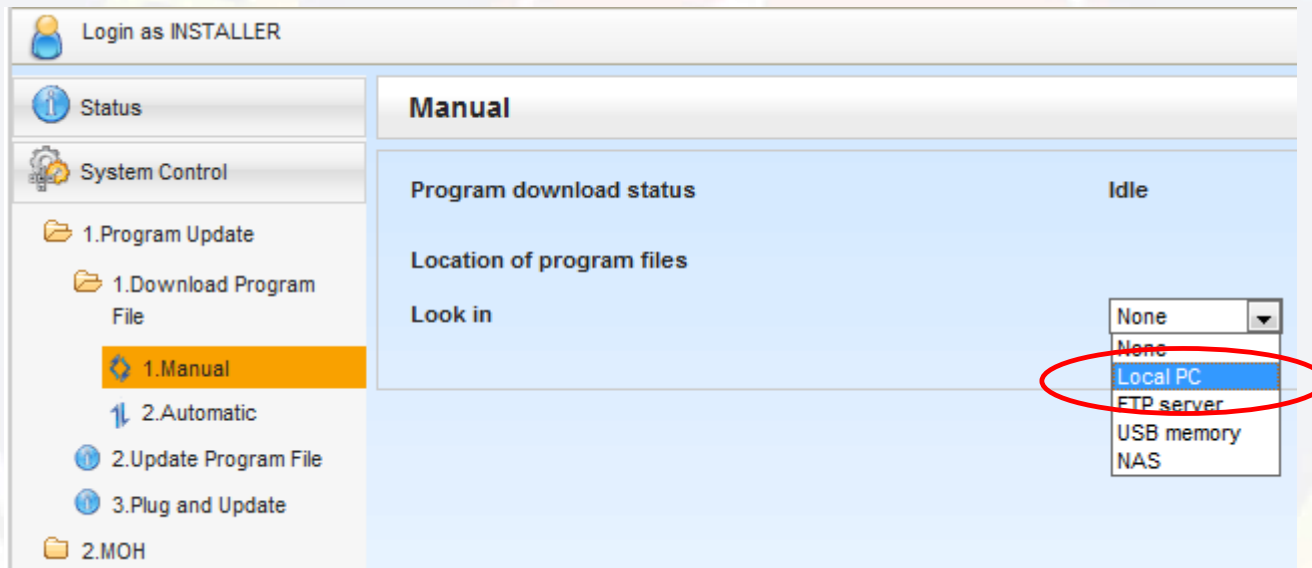 Login as INSTALLER
Status
System Control
1.Program Update
1.Download Program
File
1.Manual
2.Automatic
2.Update Program File
3.Plug and Update
2.MOH
Manual
Program download status Idle
Location of program files
Look in None
None
Local PC
FTP server
USB memory
NAS